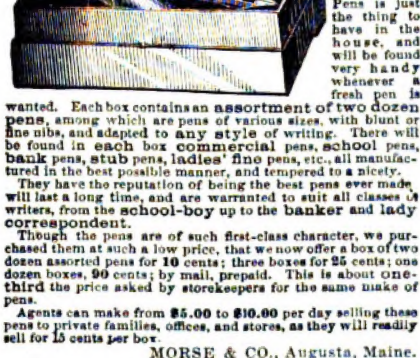 Pens is just
the thing to
have in the
house, and
will be found
very handy
whenever a
fresh pen is
wanted. Each box contains an assortment of two dozen
pens, among which are pens of various sizes, with blunt or
fine nibs, and adapted to any style of writing. There will
be found in each box commercial pens, school pens,
bank pens, stub pens, ladies' fine pens, etc., all manufac-
tured in the best possible manner, and tempered to a nicety.
They have the reputation of being the best pens ever made,
will last a long time, and are warranted to suit all classes of
writers, from the school-boy up to the banker and lady
correspondent.
Though the pens are of such first-class character, we pur-
chased them at such a low price, that we now offer a box of two
dozen assorted pens for 10 cents; three boxes for 25 cents; one
dozen boxes, 90 cents; by mail, prepaid. This is about one-
third the price asked by storekeepers for the same make of
pens.
Agents can make from $5.00 to $10.00 per day selling these
pens to private families, offices, and stores, as they will readily
sell for 15 cents per box.
MORSE & CO., Augusta, Maine.